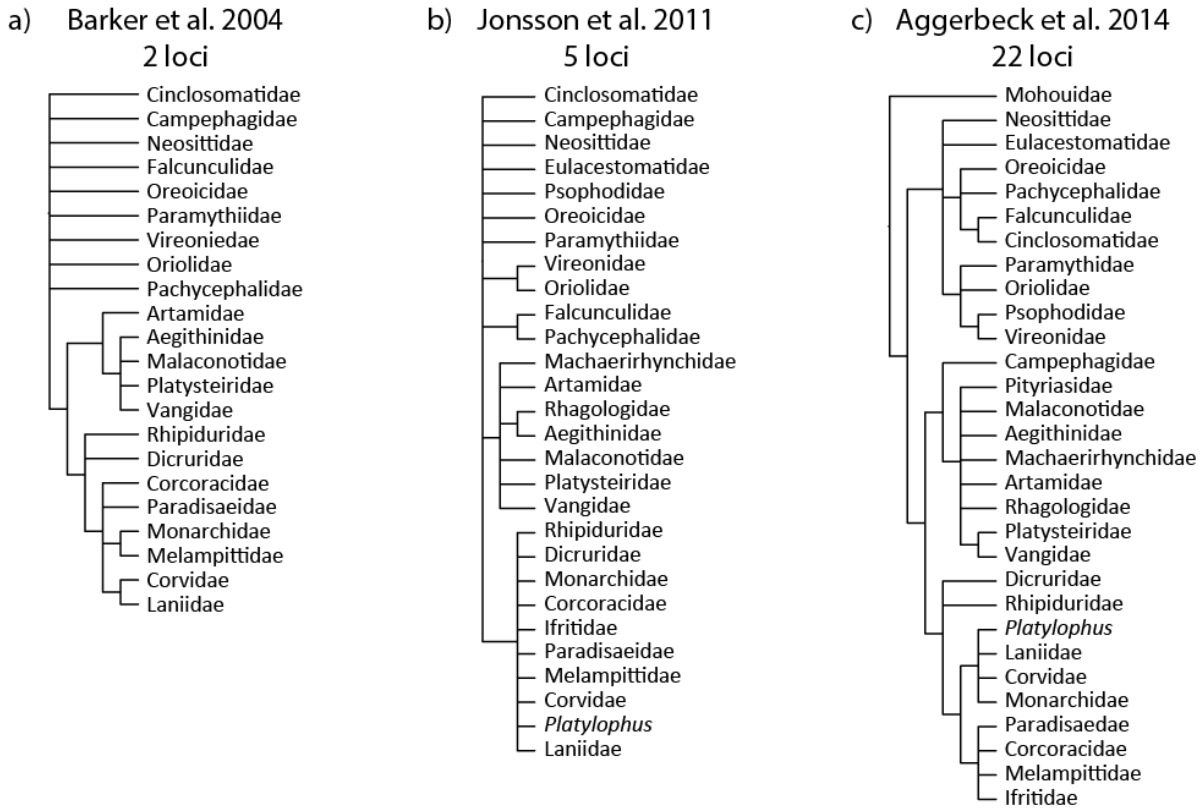 a) Barker et al. 2004
2 loci
Cinclosomatidae
Campephagidae
Neosittidae
Falcunculidae
Oreoicidae
Paramythiidae
Vireoniedae
Oriolidae
Pachycephalidae
Artamidae
Aegithinidae
Malaconotidae
Platysteiridae
Vangidae
Rhipiduridae
Dicruridae
Corcoracidae
Paradisaeidae
Monarchidae
Melampittidae
Corvidae
Laniidae
b) Jonsson et al. 2011
5 loci
Cinclosomatidae
Campephagidae
Neosittidae
Eulacestomatidae
Psophodidae
Oreoicidae
Paramythiidae
Vireonidae
Oriolidae
Falcunculidae
Pachycephalidae
Machaerirhynchidae
Artamidae
Rhagologidae
Aegithinidae
Malaconotidae
Platysteiridae
Vangidae
Rhipiduridae
Dicruridae
Monarchidae
Corcoracidae
Ifritidae
Paradisaeidae
Melampittidae
Corvidae
Platylophus
Laniidae
c) Aggerbeck et al. 2014
22 loci
Mohouidae
Neosittidae
Eulacestomatidae
Oreoicidae
Pachycephalidae
Falcunculidae
Cinclosomatidae
Paramythidae
Oriolidae
Psophodidae
Vireonidae
Campephagidae
Pityriasidae
Malaconotidae
Aegithinidae
Machaerirhynchidae
Artamidae
Rhagologidae
Platysteiridae
Vangidae
Dicruridae
Rhipiduridae
Platylophus
Laniidae
Corvidae
Monarchidae
Paradisaedae
Corcoracidae
Melampittidae
Ifritidae